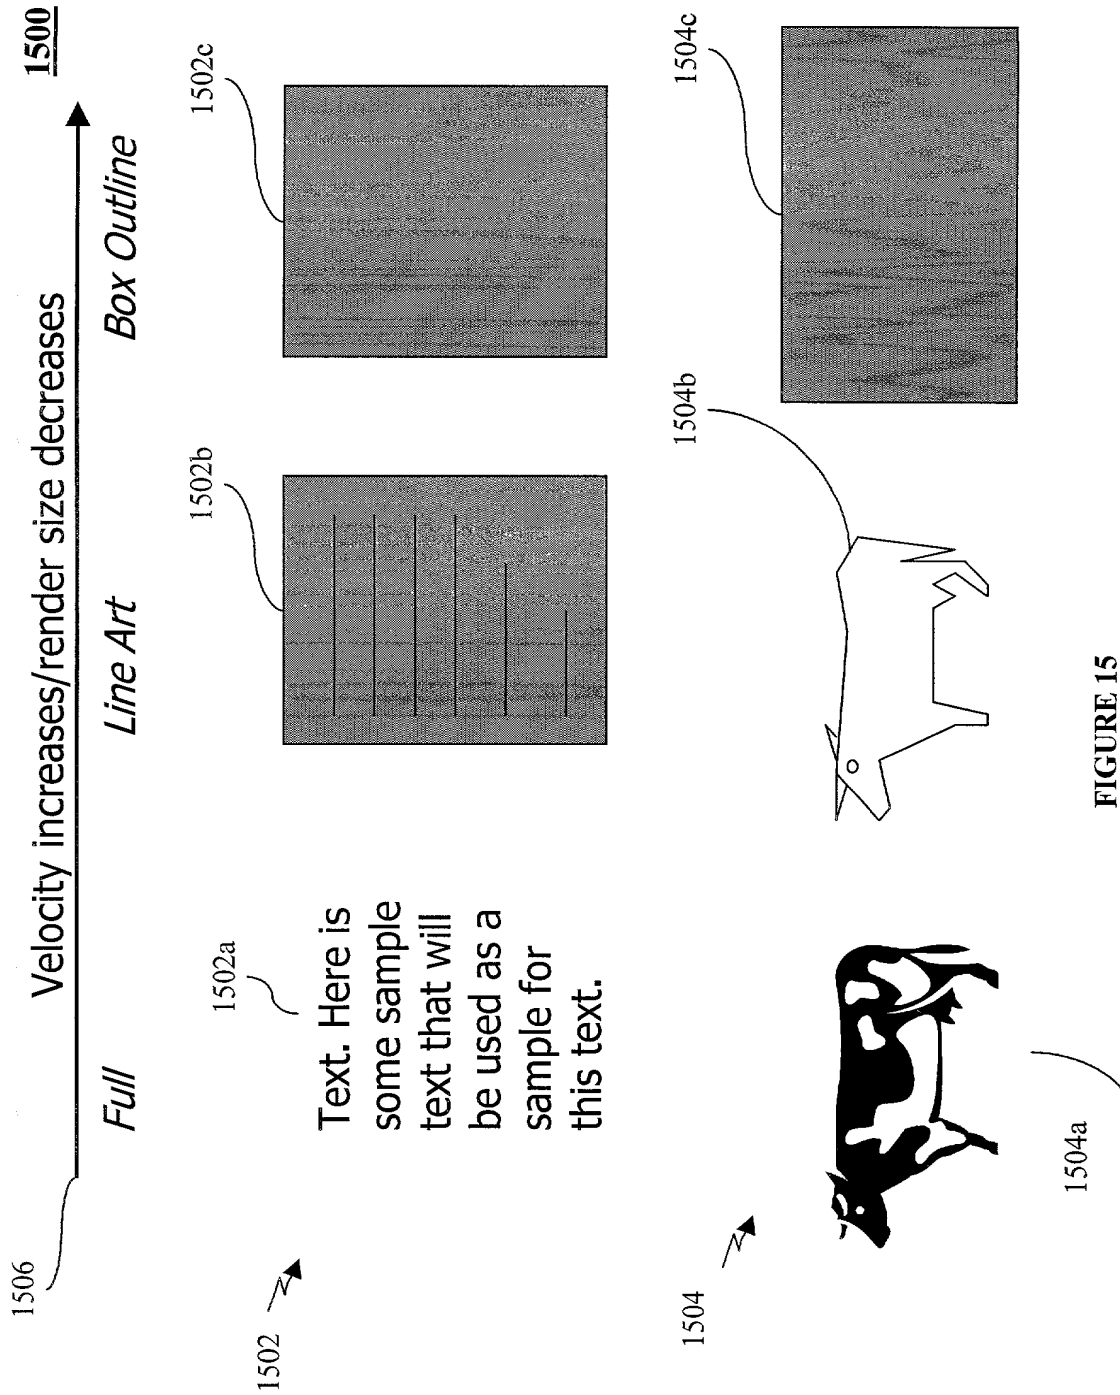 1500
Velocity increases/render size decreases
1506
Full
Line Art
Box Outline
1502
1502a
1502b
1502c
Text. Here is
some sample
text that will
be used as a
sample for
this text.
1504
1504a
1504b
1504c
FIGURE 15